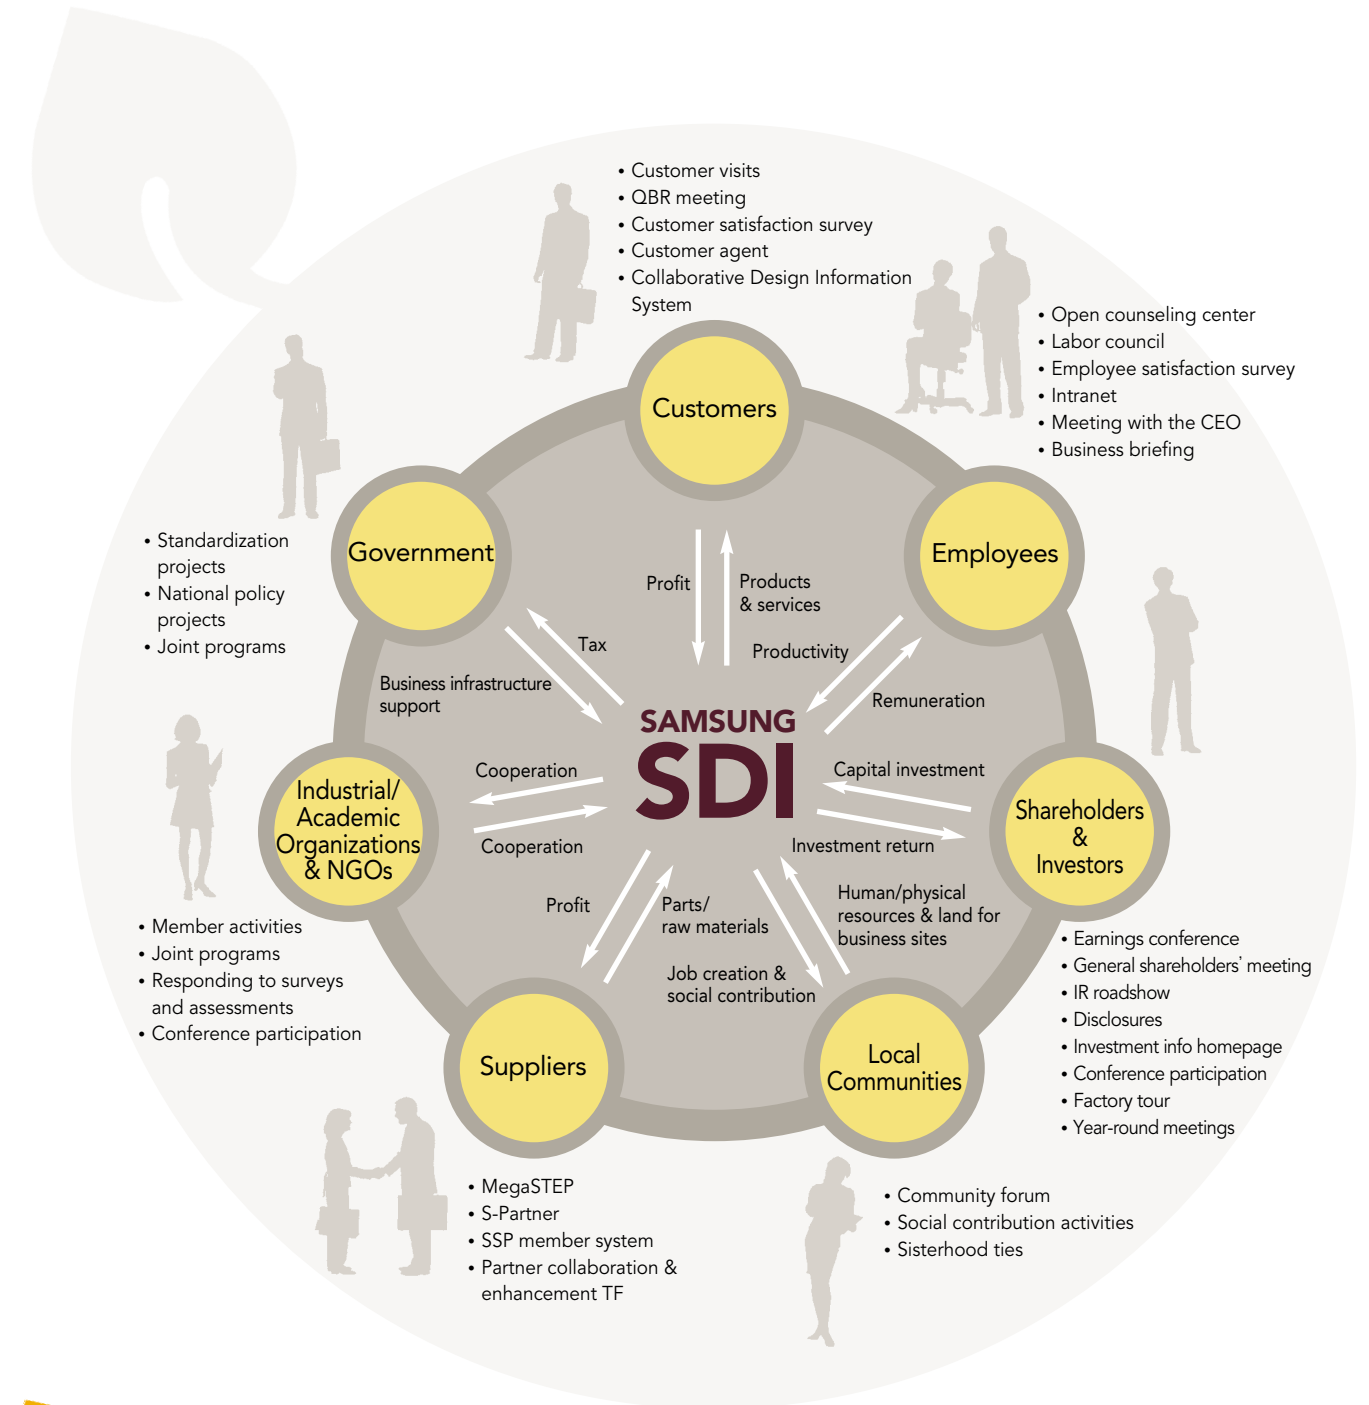 • Customer visits
• QBR meeting
• Customer satisfaction survey
• Customer agent
• Collaborative Design Information
System
• Open counseling center
• Labor council
• Employee satisfaction survey
• Intranet
• Meeting with the CEO
• Business briefing
Customers
Government
Employees
• Standardization
projects
• National policy
projects
• Joint programs
Profit
Products
& services
Tax
Productivity
Business infrastructure
support
Remuneration
SAMSUNG
SDI
Cooperation
Cooperation
Capital investment
Investment return
Industrial/
Academic
Organizations
& NGOs
Shareholders
&
Investors
Profit
Parts/
raw materials
Human/physical
resources & land for
business sites
Job creation &
social contribution
• Member activities
• Joint programs
• Responding to surveys
and assessments
• Conference participation
• Earnings conference
• General shareholders’ meeting
• IR roadshow
• Disclosures
• Investment info homepage
• Conference participation
• Factory tour
• Year-round meetings
Suppliers
Local
Communities
• MegaSTEP
• S-Partner
• SSP member system
• Partner collaboration &
enhancement TF
• Community forum
• Social contribution activities
• Sisterhood ties